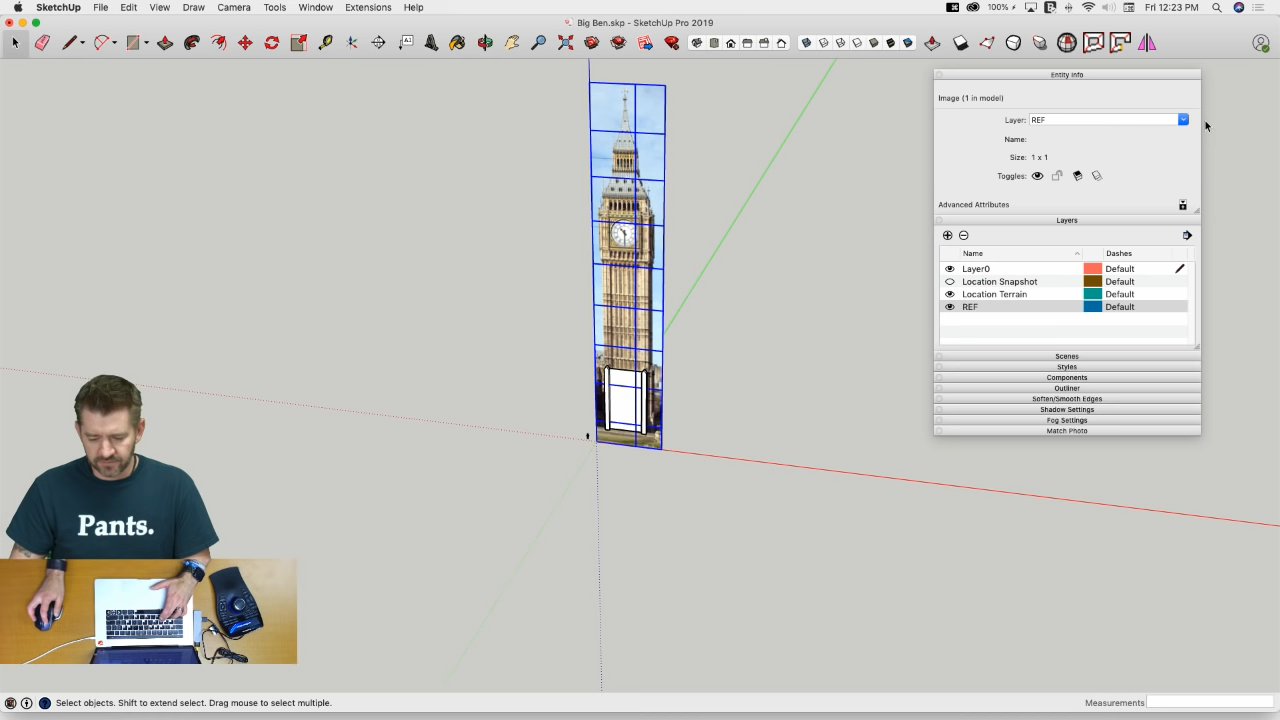 SketchUp File Edit View Draw Camera Tools Window Extensions Help 100% Fri 12:23 PM
Big Ben.skp - SketchUp Pro 2019
Entity Info
Image (1 in model)
Layer: REF
Name:
Size: 1 x 1
Toggles:
Advanced Attributes
Layers
Name Dashes
Layer0 Default
Location Snapshot Default
Location Terrain Default
REF Default
Scenes
Styles
Components
Outliner
Soften/Smooth Edges
Shadow Settings
Fog Settings
Match Photo
Pants.
Select objects. Shift to extend select. Drag mouse to select multiple. Measurements